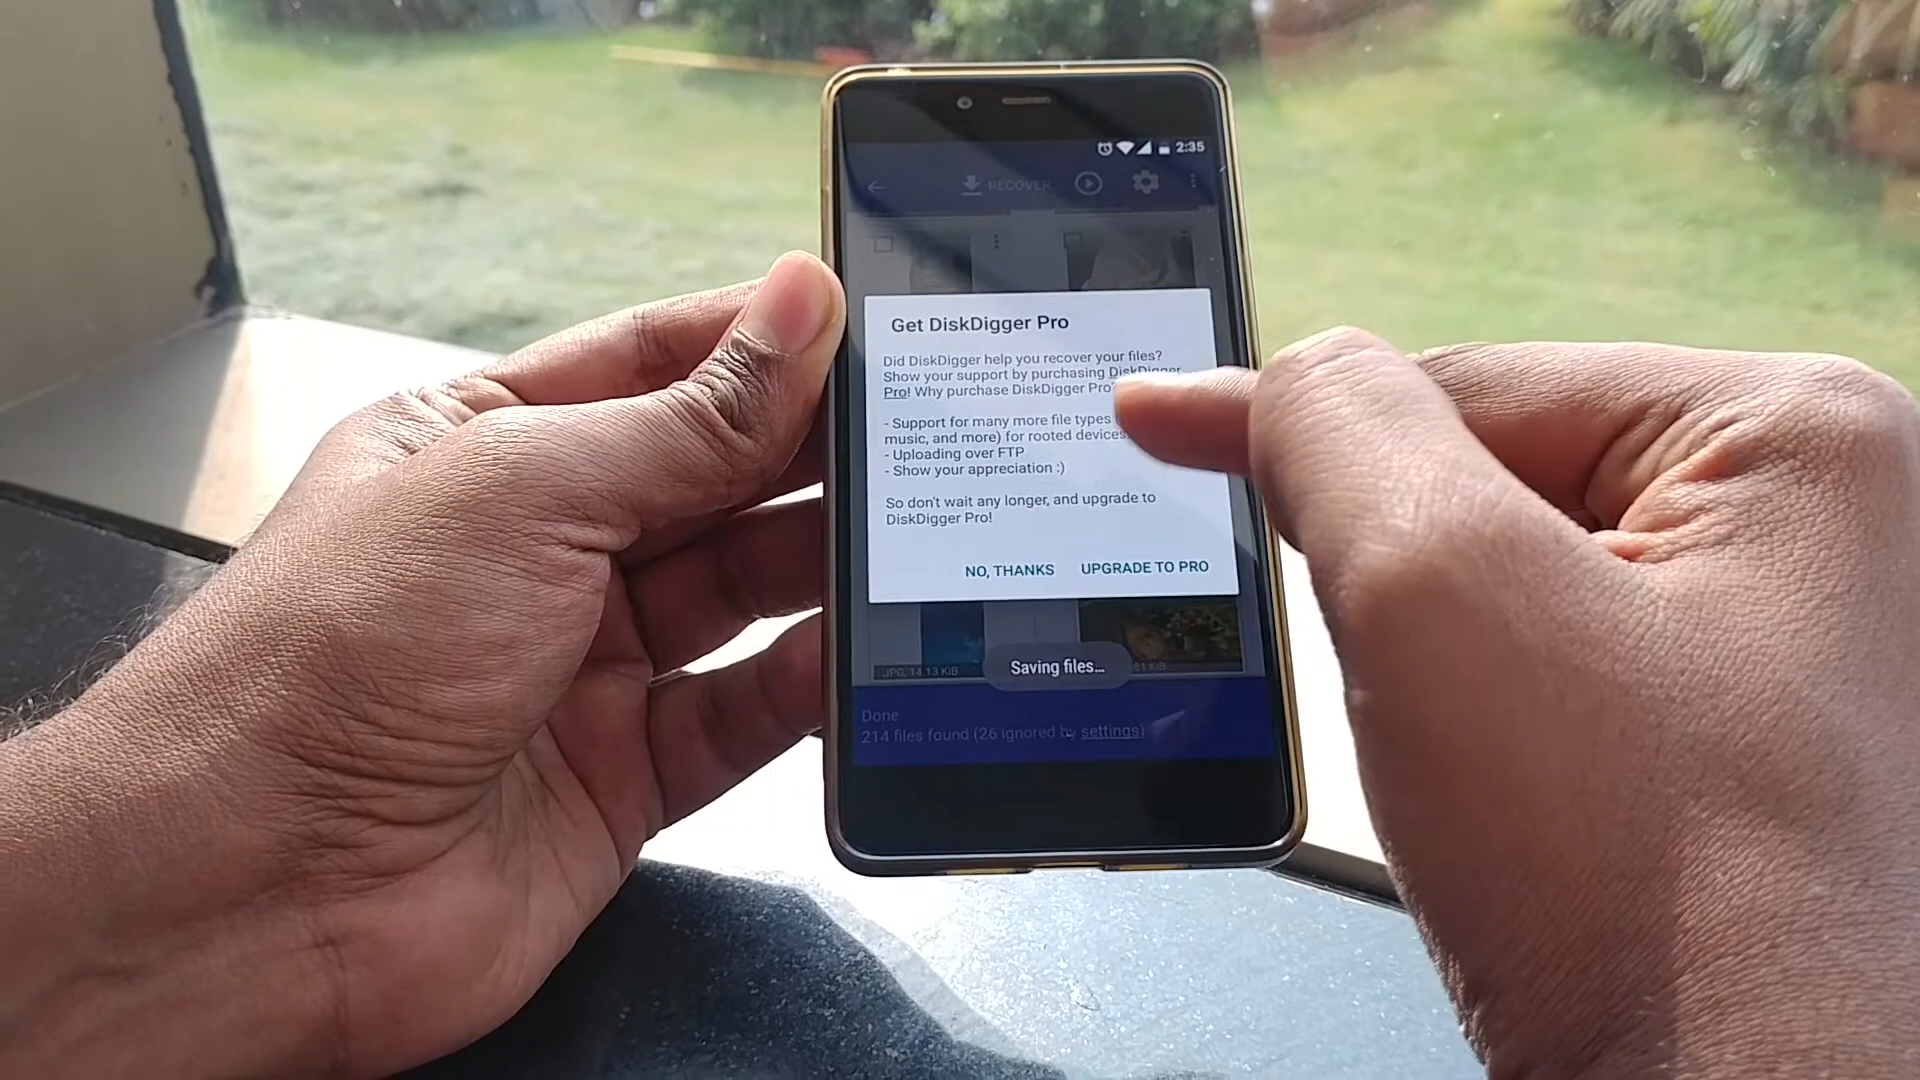 2:35
RECOVER
Get DiskDigger Pro
Did DiskDigger help you recover your files?
Show your support by purchasing DiskDigger
Pro! Why purchase DiskDigger Pro
- Support for many more file types
music, and more) for rooted devices
- Uploading over FTP
- Show your appreciation :)
So don't wait any longer, and upgrade to
DiskDigger Pro!
NO, THANKS UPGRADE TO PRO
JPG, 14.13 KiB
81 KiB
Saving files...
Done
214 files found (26 ignored by settings)